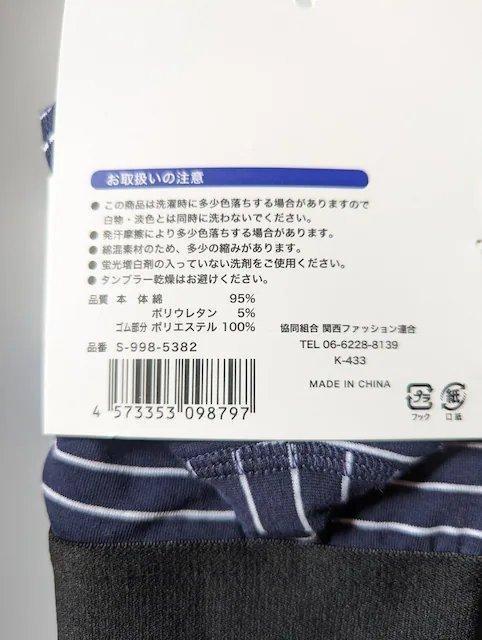 お取扱いの注意
● この商品は洗濯時に多少色落ちする場合がありますので
白物・淡色とは同時に洗わないでください。
● 発汗摩擦により多少色落ちする場合があります。
● 綿混素材のため、多少の縮みがあります。
● 蛍光増白剤の入っていない洗剤をご使用ください。
● タンブラー乾燥はお避けください。
品質 本 体 綿 95%
ポリウレタン 5%
ゴム部分 ポリエステル 100%
品番 S-998-5382
4 573353 098797
協同組合 関西ファッション連合
TEL 06-6228-8139
K-433
MADE IN CHINA
プラ 紙
フック 口紙